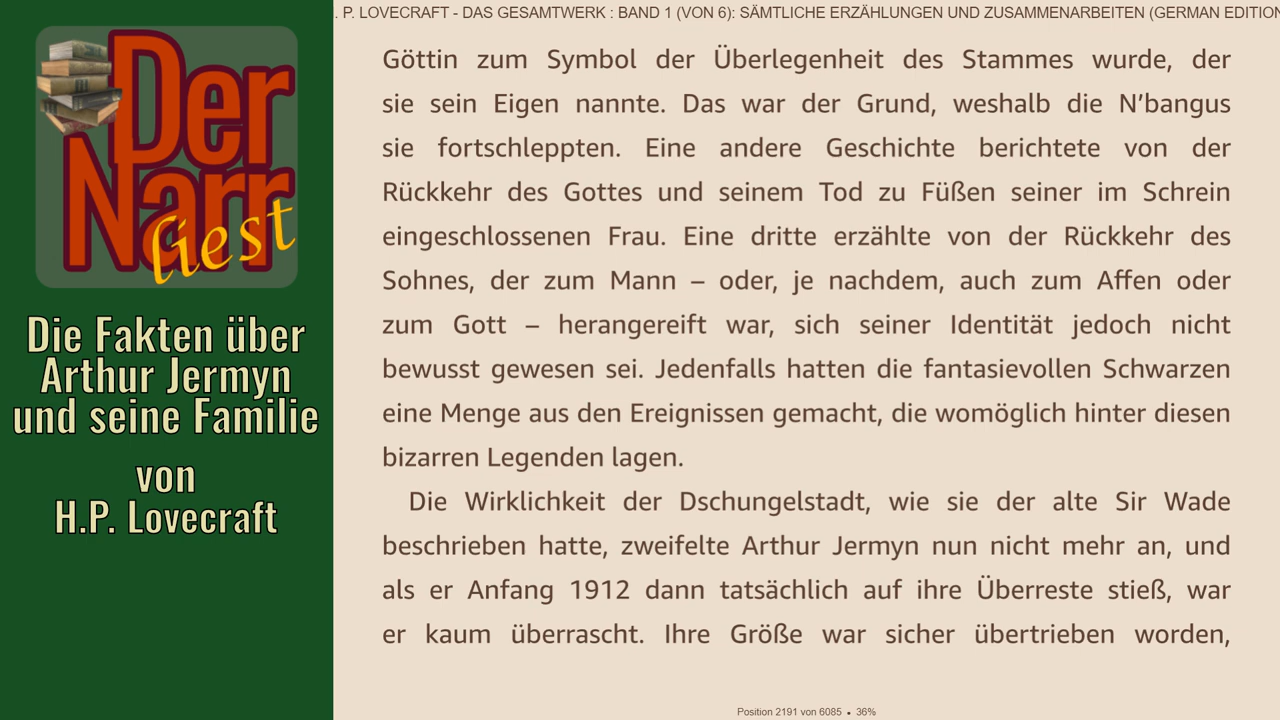 Der
Narr
liest
Die Fakten über
Arthur Jermyn
und seine Familie
von
H.P. Lovecraft
. P. LOVECRAFT - DAS GESAMTWERK : BAND 1 (VON 6): SÄMTLICHE ERZÄHLUNGEN UND ZUSAMMENARBEITEN (GERMAN EDITION
Göttin zum Symbol der Überlegenheit des Stammes wurde, der
sie sein Eigen nannte. Das war der Grund, weshalb die N’bangus
sie fortschleppten. Eine andere Geschichte berichtete von der
Rückkehr des Gottes und seinem Tod zu Füßen seiner im Schrein
eingeschlossenen Frau. Eine dritte erzählte von der Rückkehr des
Sohnes, der zum Mann – oder, je nachdem, auch zum Affen oder
zum Gott – herangereift war, sich seiner Identität jedoch nicht
bewusst gewesen sei. Jedenfalls hatten die fantasievollen Schwarzen
eine Menge aus den Ereignissen gemacht, die womöglich hinter diesen
bizarren Legenden lagen.
Die Wirklichkeit der Dschungelstadt, wie sie der alte Sir Wade
beschrieben hatte, zweifelte Arthur Jermyn nun nicht mehr an, und
als er Anfang 1912 dann tatsächlich auf ihre Überreste stieß, war
er kaum überrascht. Ihre Größe war sicher übertrieben worden,
Position 2191 von 6085 • 36%